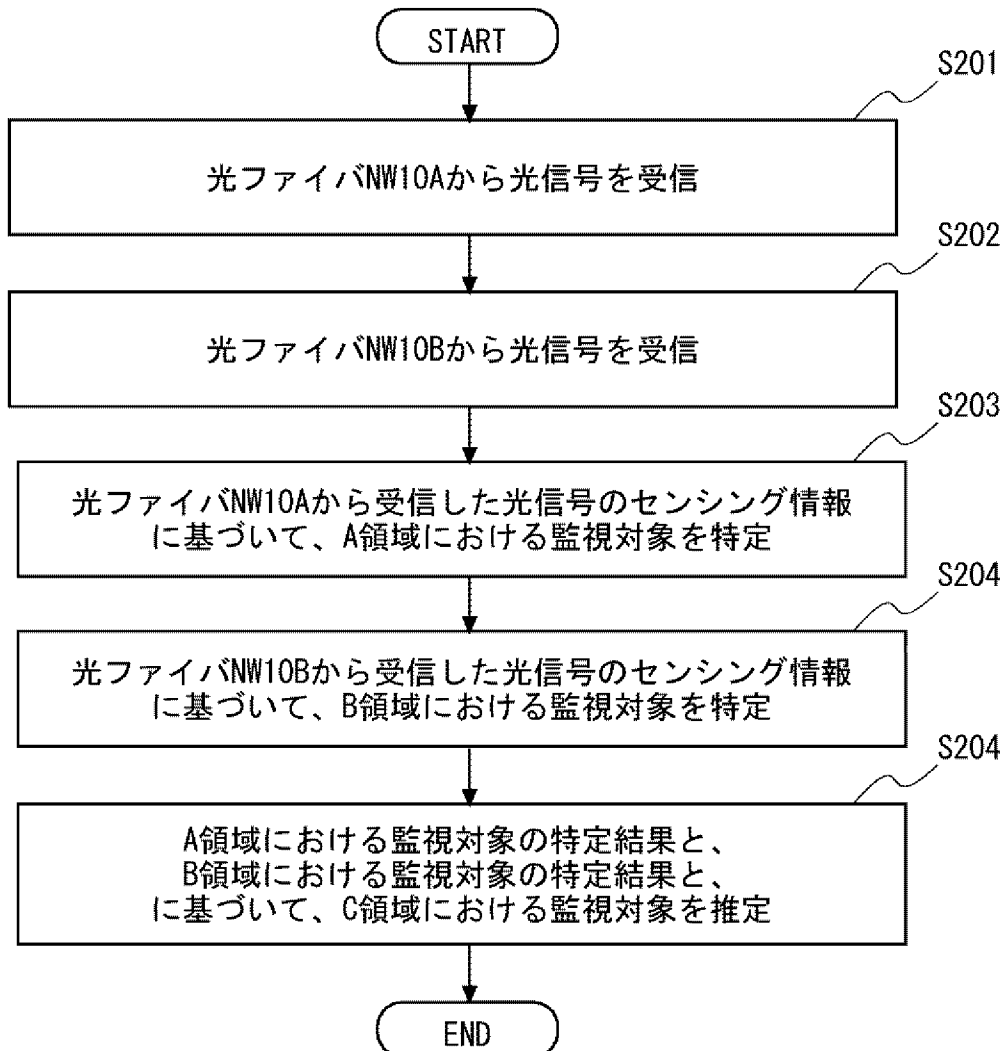 START
S201
光ファイバNW10Aから光信号を受信
S202
光ファイバNW10Bから光信号を受信
S203
光ファイバNW10Aから受信した光信号のセンシング情報
に基づいて、A領域における監視対象を特定
S204
光ファイバNW10Bから受信した光信号のセンシング情報
に基づいて、B領域における監視対象を特定
S204
A領域における監視対象の特定結果と、
B領域における監視対象の特定結果と、
に基づいて、C領域における監視対象を推定
END